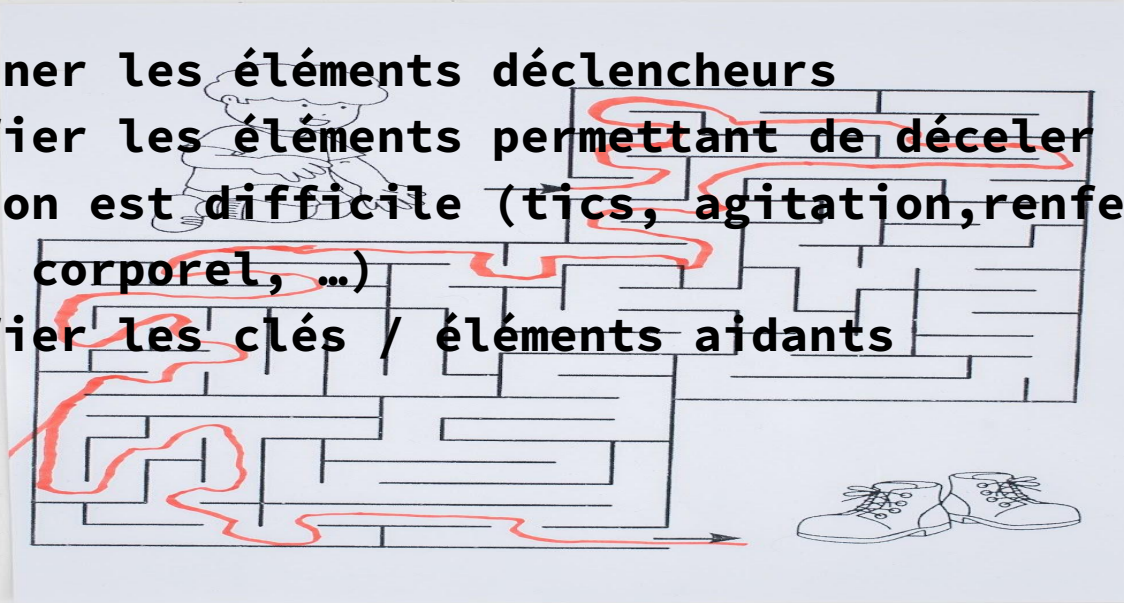 ner les éléments déclencheurs
ier les éléments permettant de déceler
on est difficile (tics, agitation,renfe
corporel, …)
ier les clés / éléments aidants